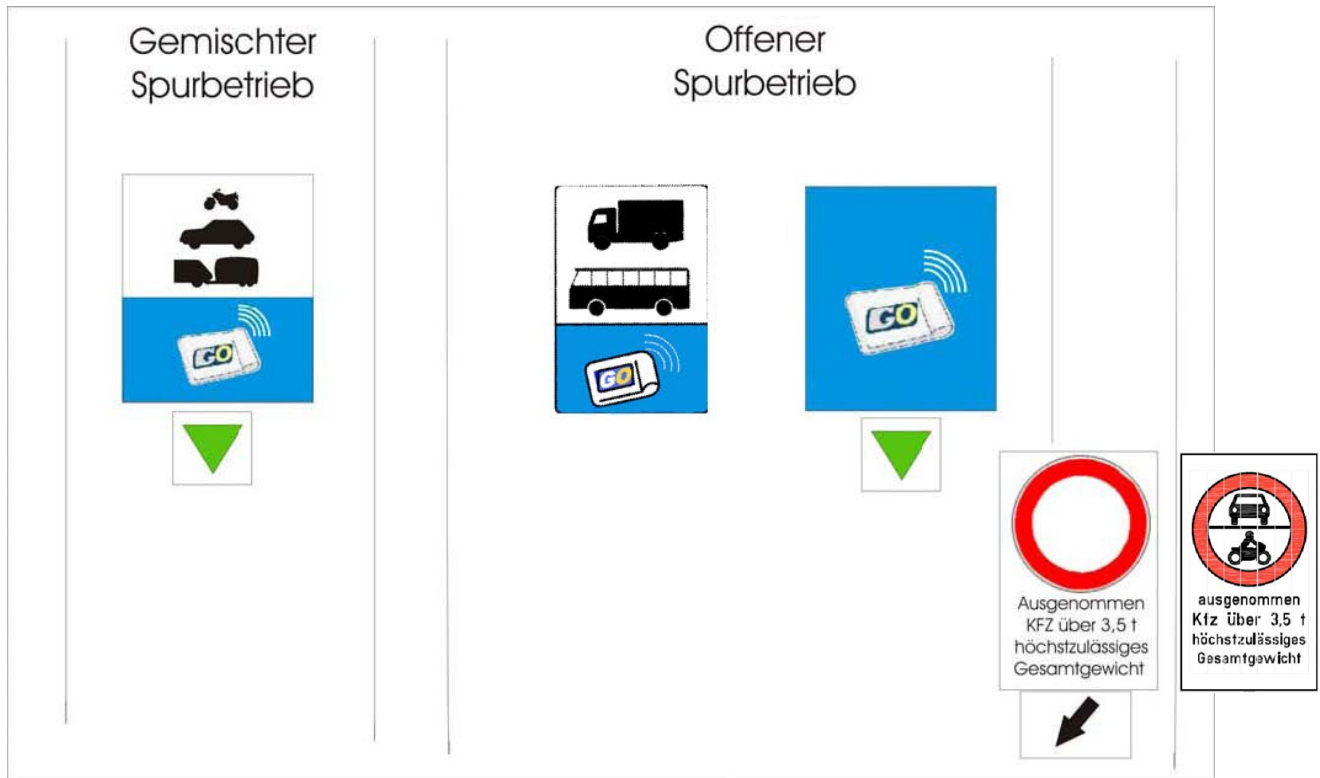 Gemischter
Spurbetrieb
Offener
Spurbetrieb
GO
GO
GO
Ausgenommen
KFZ über 3,5 t
höchstzulässiges
Gesamtgewicht
ausgenommen
Kfz über 3,5 t
höchstzulässiges
Gesamtgewicht